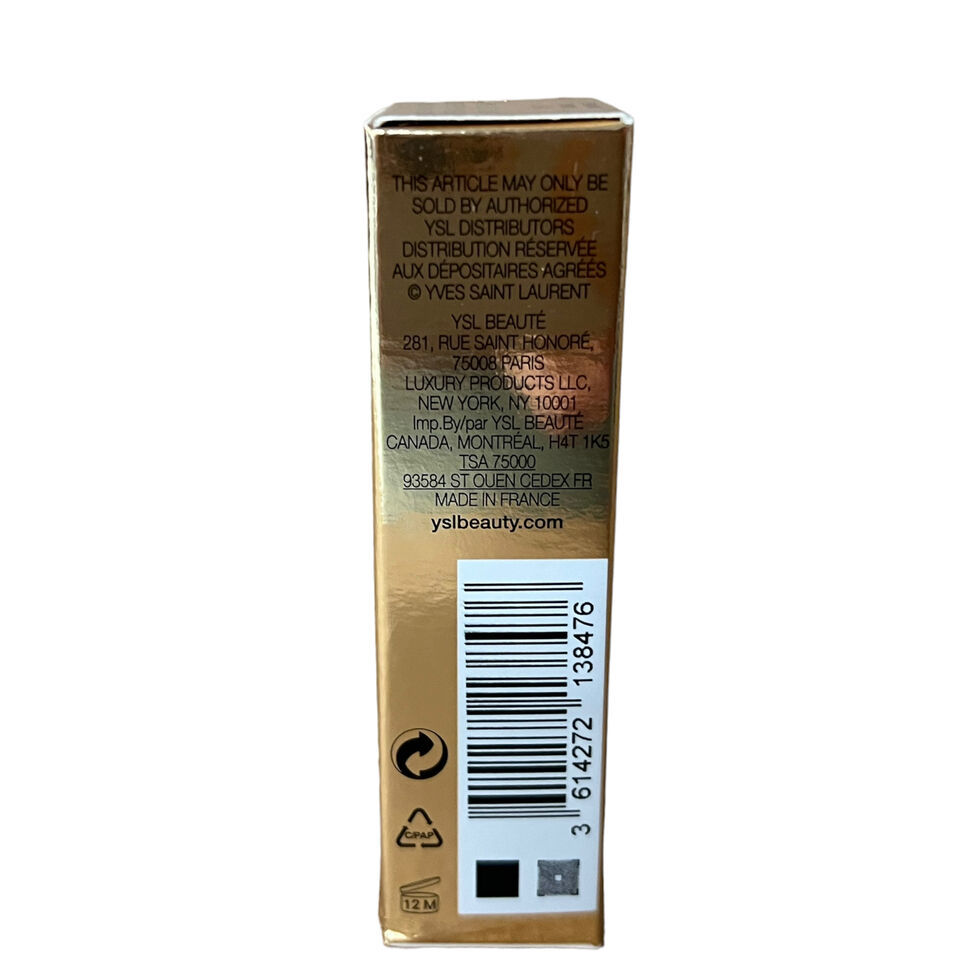 THIS ARTICLE MAY ONLY BE
SOLD BY AUTHORIZED
YSL DISTRIBUTORS
DISTRIBUTION RÉSERVÉE
AUX DÉPOSITAIRES AGRÉÉS
© YVES SAINT LAURENT
YSL BEAUTÉ
281, RUE SAINT HONORÉ,
75008 PARIS
LUXURY PRODUCTS LLC,
NEW YORK, NY 10001
Imp.By/par YSL BEAUTÉ
CANADA, MONTRÉAL, H4T 1K5
TSA 75000
93584 ST OUEN CEDEX FR
MADE IN FRANCE
yslbeauty.com
3 614272 138476
C/PAP
12 M